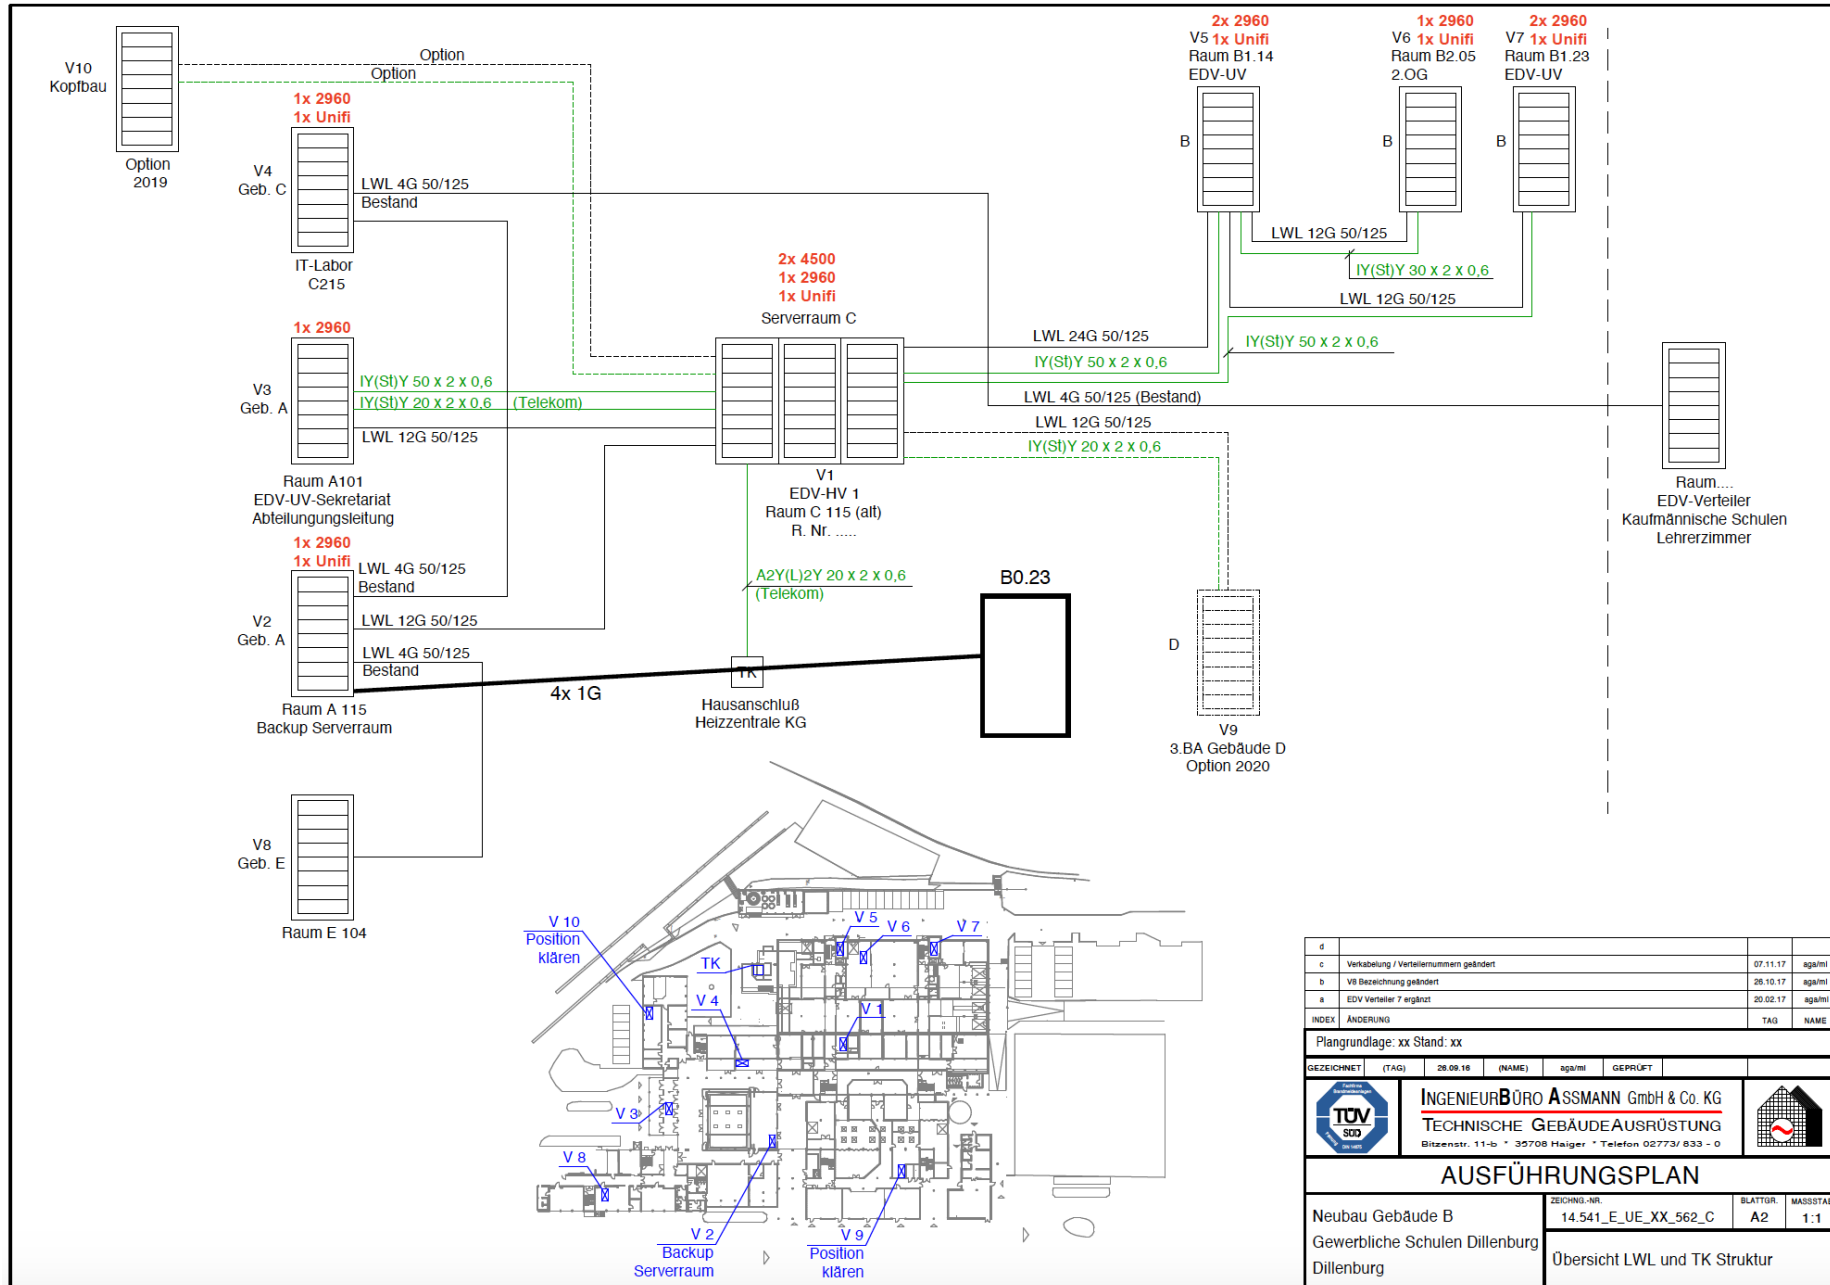 V10
Kopfbau
Option
2019
Option
Option
1x 2960
1x Unifi
V4
Geb. C
LWL 4G 50/125
Bestand
IT-Labor
C215
1x 2960
V3
Geb. A
IY(St)Y 50 x 2 x 0,6
IY(St)Y 20 x 2 x 0,6 (Telekom)
LWL 12G 50/125
Raum A101
EDV-UV-Sekretariat
Abteilungungsleitung
1x 2960
1x Unifi
LWL 4G 50/125
Bestand
V2
Geb. A
LWL 12G 50/125
LWL 4G 50/125
Bestand
Raum A 115
Backup Serverraum
4x 1G
V8
Geb. E
Raum E 104
2x 4500
1x 2960
1x Unifi
Serverraum C
V1
EDV-HV 1
Raum C 115 (alt)
R. Nr. .....
A2Y(L)2Y 20 x 2 x 0,6
(Telekom)
TK
Hausanschluß
Heizzentrale KG
B0.23
2x 2960
V5 1x Unifi
Raum B1.14
EDV-UV
B
1x 2960
V6 1x Unifi
Raum B2.05
2.OG
B
2x 2960
V7 1x Unifi
Raum B1.23
EDV-UV
B
LWL 12G 50/125
IY(St)Y 30 x 2 x 0,6
LWL 12G 50/125
LWL 24G 50/125
IY(St)Y 50 x 2 x 0,6
IY(St)Y 50 x 2 x 0,6
LWL 4G 50/125 (Bestand)
LWL 12G 50/125
IY(St)Y 20 x 2 x 0,6
Raum....
EDV-Verteiler
Kaufmännische Schulen
Lehrerzimmer
D
V9
3.BA Gebäude D
Option 2020
V 10
Position
klären
TK
V 4
V 5
V 6
V 7
V 1
V 3
V 8
V 2
Backup
Serverraum
V 9
Position
klären
d
c Verkabelung / Verteilernummern geändert 07.11.17 aga/ml
b V8 Bezeichnung geändert 26.10.17 aga/ml
a EDV Verteiler 7 ergänzt 20.02.17 aga/ml
INDEX ÄNDERUNG TAG NAME
Plangrundlage: xx Stand: xx
GEZEICHNET (TAG) 28.09.16 (NAME) aga/ml GEPRÜFT
TÜV
SÜD
INGENIEURBÜRO ASSMANN GmbH & Co. KG
TECHNISCHE GEBÄUDEAUSRÜSTUNG
Bitzenstr. 11-b * 35708 Haiger * Telefon 02773/ 833 - 0
AUSFÜHRUNGSPLAN
Neubau Gebäude B
Gewerbliche Schulen Dillenburg
Dillenburg
ZEICHNG.-NR. BLATTGR. MASSSTAB
14.541_E_UE_XX_562_C A2 1:1
Übersicht LWL und TK Struktur